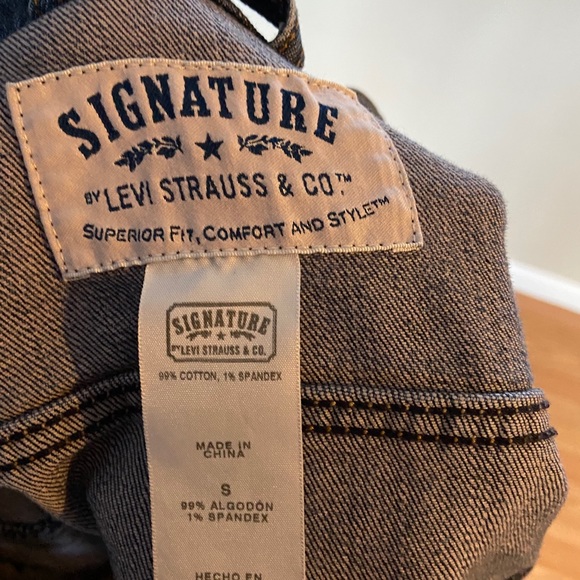 SIGNATURE
BY LEVI STRAUSS & CO.™
SUPERIOR FIT, COMFORT AND STYLE™
SIGNATURE
BY LEVI STRAUSS & CO.
99% COTTON, 1% SPANDEX
MADE IN
CHINA
S
99% ALGODÓN
1% SPANDEX
HECHO EN